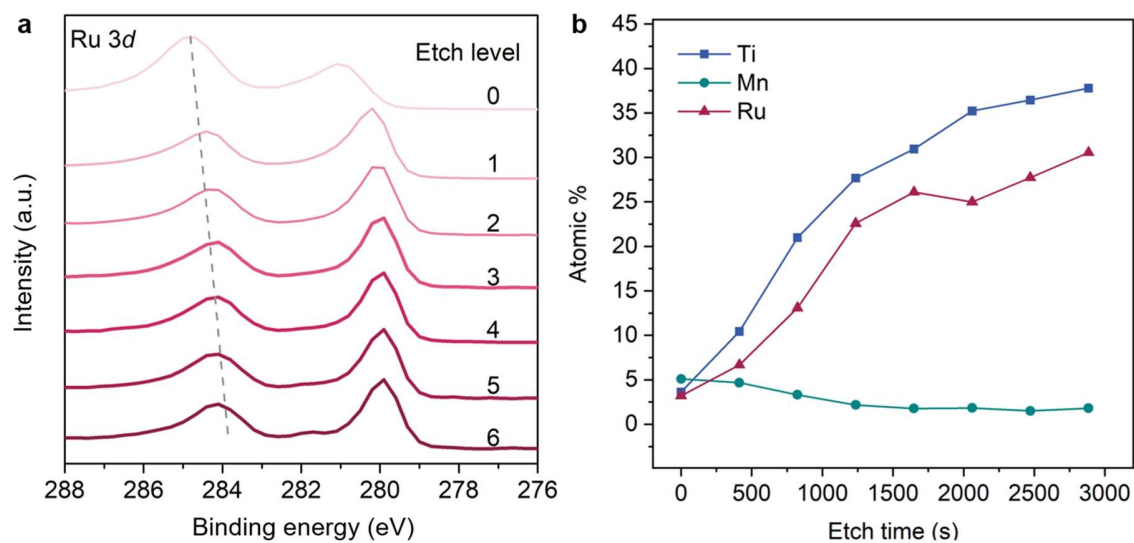 a
Ru 3d
Etch level
0
1
2
3
4
5
6
Intensity (a.u.)
288 286 284 282 280 278 276
Binding energy (eV)
b
Ti
Mn
Ru
45
40
35
30
25
20
15
10
5
0
Atomic %
0 500 1000 1500 2000 2500 3000
Etch time (s)